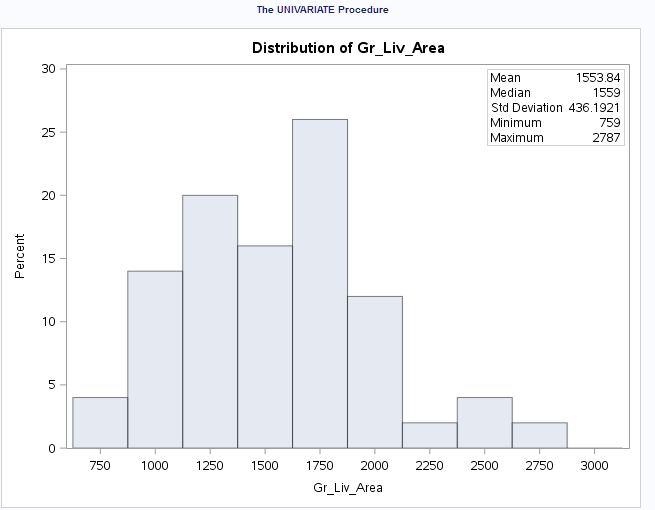 The UNIVARIATE Procedure
Distribution of Gr_Liv_Area
Mean 1553.84
Median 1559
Std Deviation 436.1921
Minimum 759
Maximum 2787
30
25
20
15
10
5
0
Percent
750 1000 1250 1500 1750 2000 2250 2500 2750 3000
Gr_Liv_Area